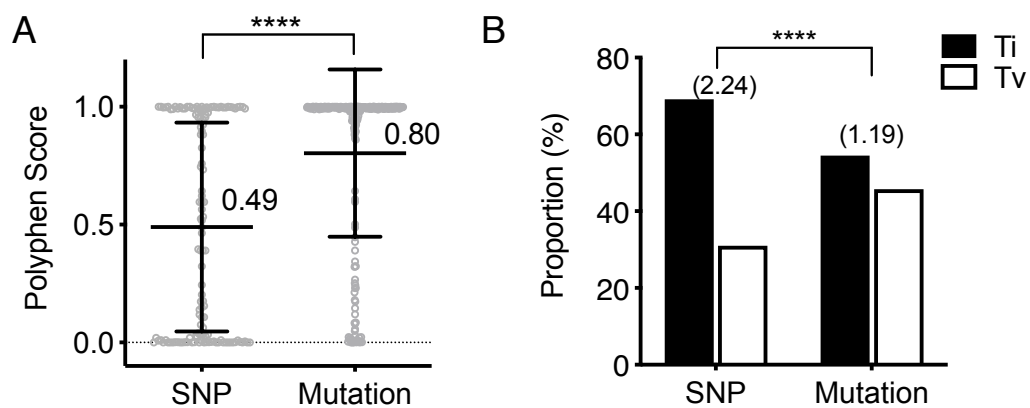 A
****
Polyphen Score
1.0
0.5
0.0
0.49
0.80
SNP
Mutation
B
****
Ti
Tv
Proportion (%)
80
60
40
20
0
(2.24)
(1.19)
SNP
Mutation